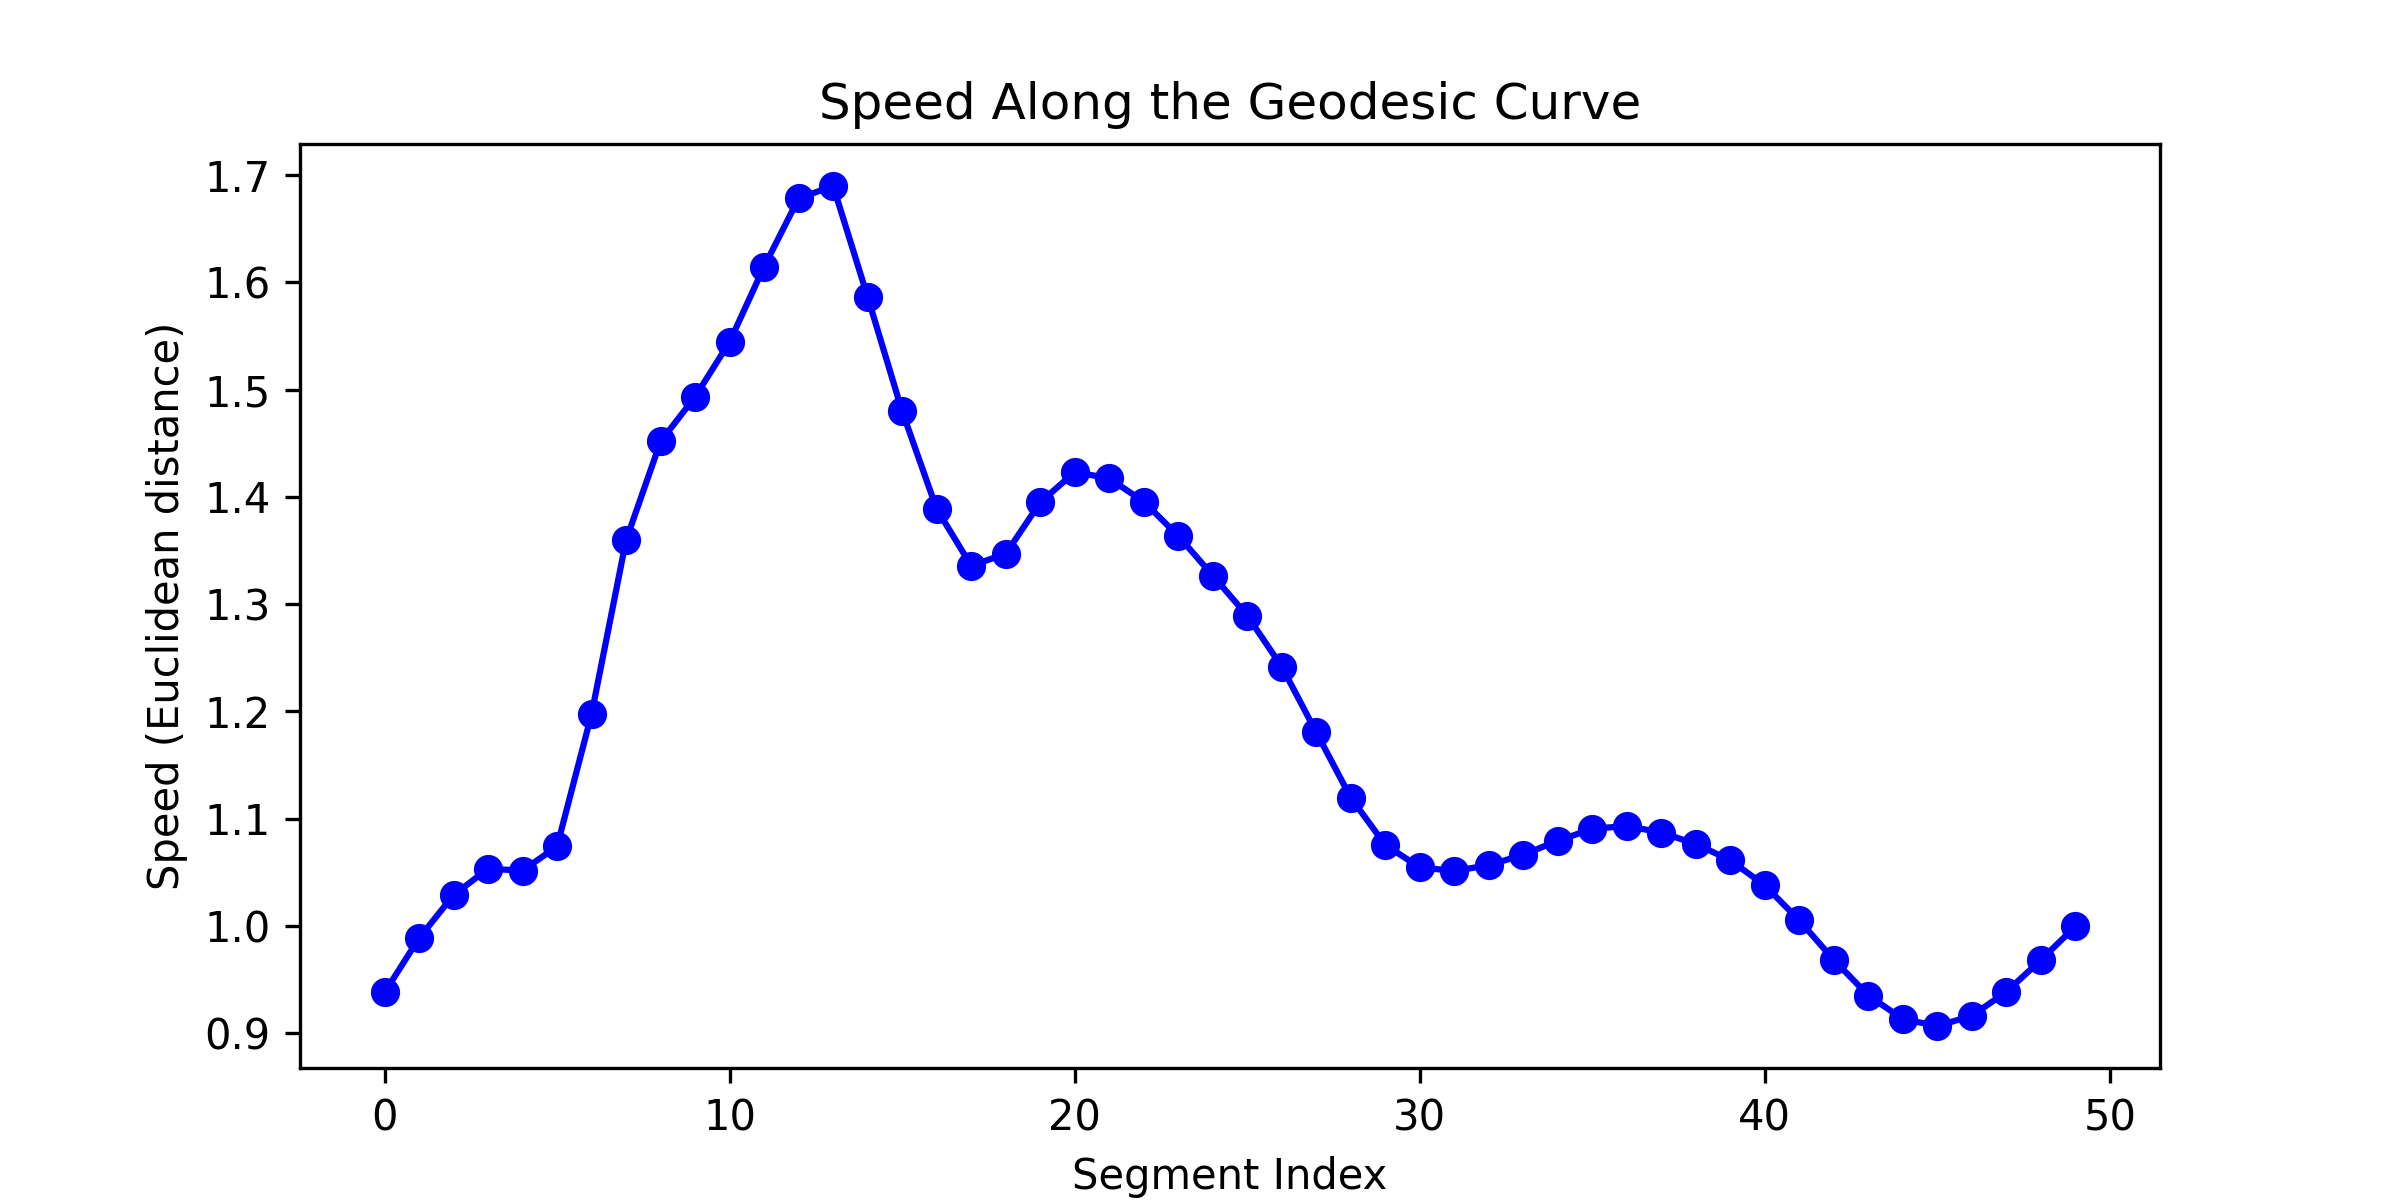 Speed Along the Geodesic Curve
Speed (Euclidean distance)
1.7
1.6
1.5
1.4
1.3
1.2
1.1
1.0
0.9
0 10 20 30 40 50
Segment Index